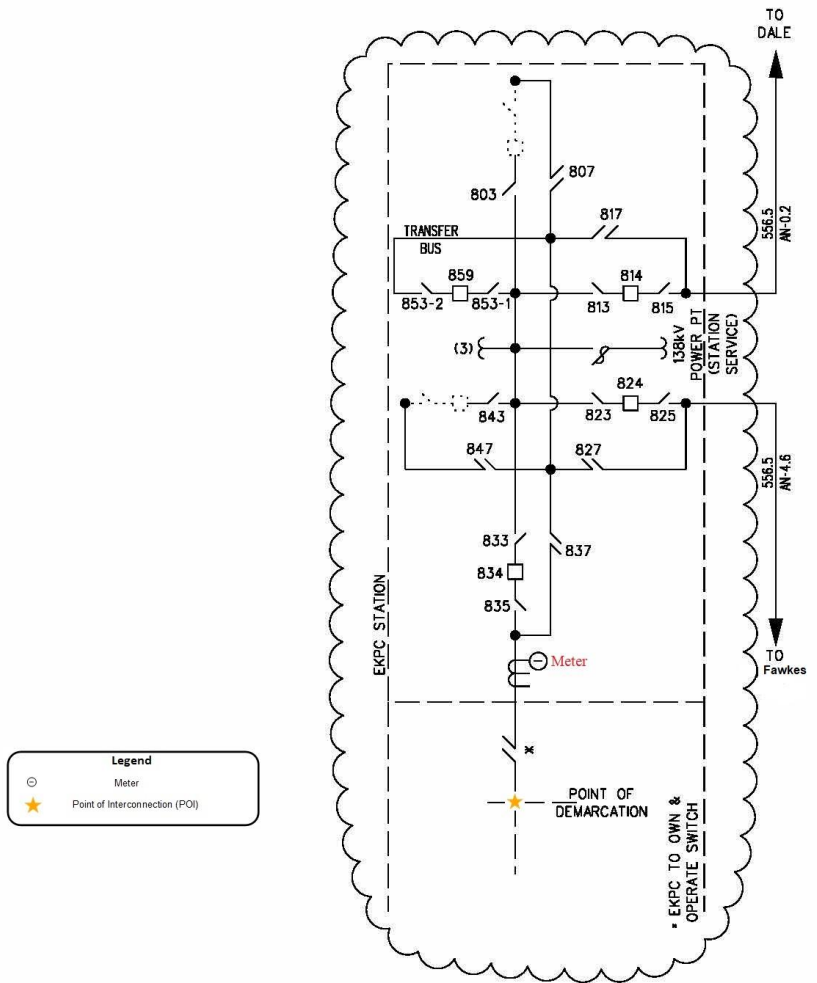 TO
DALE
803
807
817
TRANSFER
BUS
859
814
853-2
853-1
813
815
556.5
AN-0.2
(3)
138kV
POWER PT
(STATION
SERVICE)
824
843
823
825
847
827
556.5
AN-4.6
833
837
834
835
EKPC STATION
Meter
TO
Fawkes
*
POINT OF
DEMARCATION
* EKPC TO OWN &
OPERATE SWITCH
Legend
Meter
Point of Interconnection (POI)